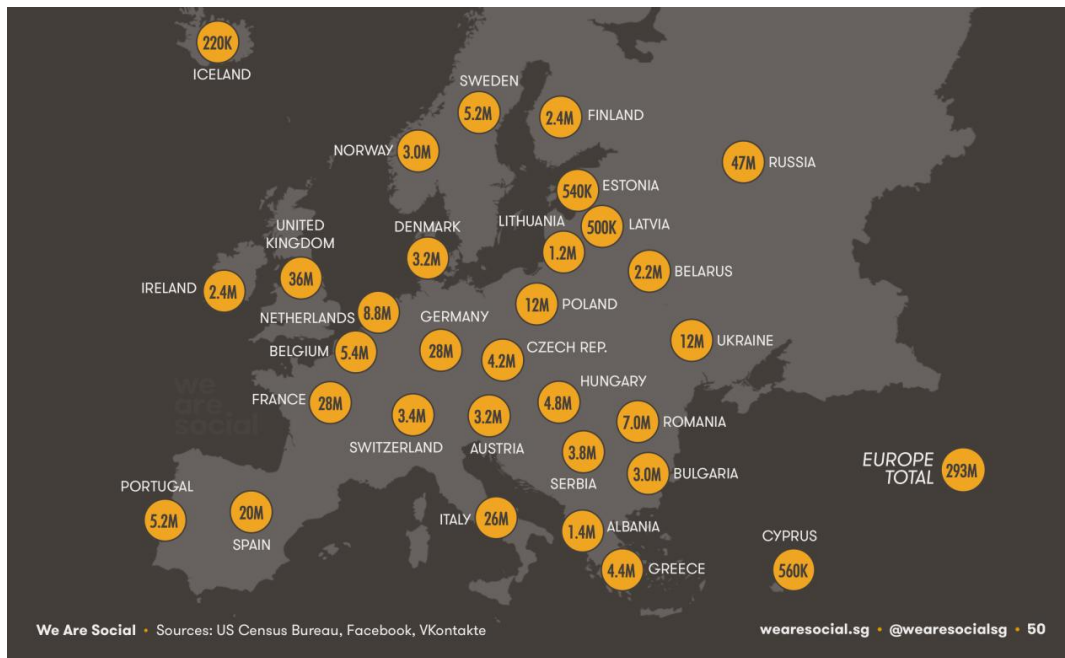 220K
ICELAND
SWEDEN
5.2M
2.4M FINLAND
NORWAY 3.0M
47M RUSSIA
540K ESTONIA
LITHUANIA
500K LATVIA
1.2M
UNITED
KINGDOM
36M
DENMARK
3.2M
2.2M BELARUS
IRELAND 2.4M
12M POLAND
NETHERLANDS 8.8M
GERMANY
28M
12M UKRAINE
BELGIUM 5.4M
4.2M CZECH REP.
we
are
social
HUNGARY
4.8M
FRANCE 28M
3.4M
SWITZERLAND
3.2M
AUSTRIA
7.0M ROMANIA
3.8M
SERBIA
3.0M BULGARIA
EUROPE
TOTAL 293M
PORTUGAL
5.2M
20M
SPAIN
ITALY 26M
1.4M ALBANIA
CYPRUS
560K
4.4M GREECE
We Are Social • Sources: US Census Bureau, Facebook, VKontakte
wearesocial.sg • @wearesocialsg • 50